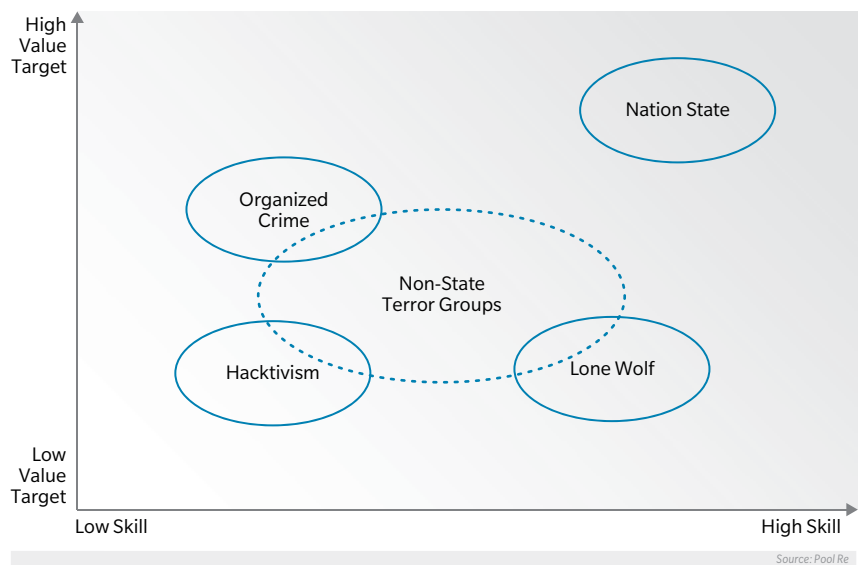 High
Value
Target
Nation State
Organized
Crime
Non-State
Terror Groups
Hacktivism
Lone Wolf
Low
Value
Target
Low Skill
High Skill
Source: Pool Re